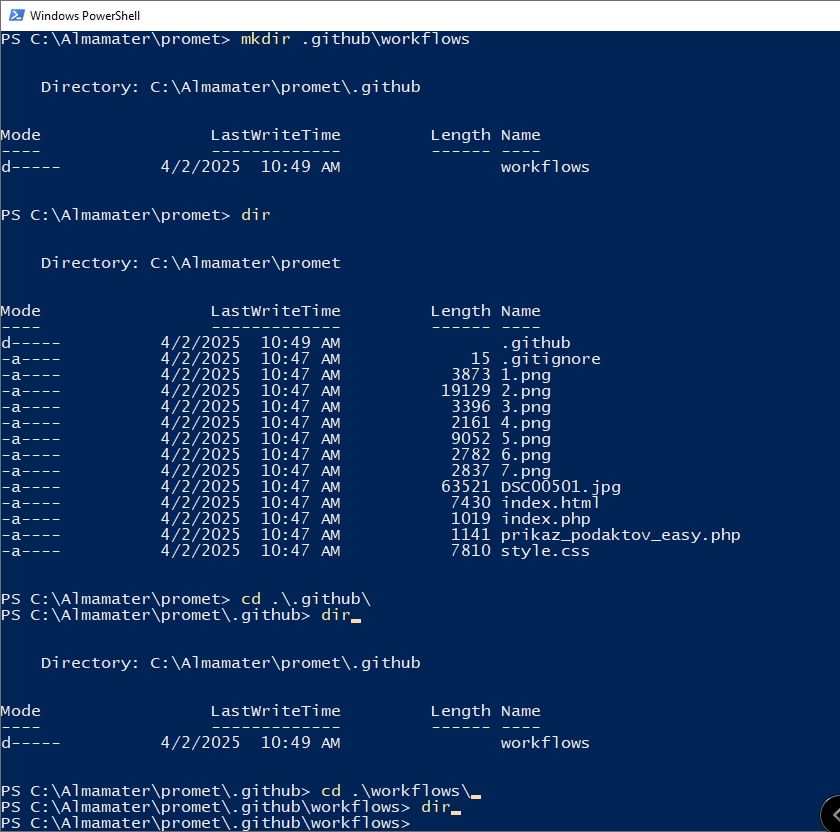 Windows PowerShell
PS C:\Almamater\promet> mkdir .github\workflows
Directory: C:\Almamater\promet\.github
Mode LastWriteTime Length Name
---- ------------- ------ ----
d----- 4/2/2025 10:49 AM workflows
PS C:\Almamater\promet> dir
Directory: C:\Almamater\promet
Mode LastWriteTime Length Name
---- ------------- ------ ----
d----- 4/2/2025 10:49 AM .github
-a---- 4/2/2025 10:47 AM 15 .gitignore
-a---- 4/2/2025 10:47 AM 3873 1.png
-a---- 4/2/2025 10:47 AM 19129 2.png
-a---- 4/2/2025 10:47 AM 3396 3.png
-a---- 4/2/2025 10:47 AM 2161 4.png
-a---- 4/2/2025 10:47 AM 9052 5.png
-a---- 4/2/2025 10:47 AM 2782 6.png
-a---- 4/2/2025 10:47 AM 2837 7.png
-a---- 4/2/2025 10:47 AM 63521 DSC00501.jpg
-a---- 4/2/2025 10:47 AM 7430 index.html
-a---- 4/2/2025 10:47 AM 1019 index.php
-a---- 4/2/2025 10:47 AM 1141 prikaz_podaktov_easy.php
-a---- 4/2/2025 10:47 AM 7810 style.css
PS C:\Almamater\promet> cd .\.github\
PS C:\Almamater\promet\.github> dir
Directory: C:\Almamater\promet\.github
Mode LastWriteTime Length Name
---- ------------- ------ ----
d----- 4/2/2025 10:49 AM workflows
PS C:\Almamater\promet\.github> cd .\workflows\
PS C:\Almamater\promet\.github\workflows> dir
PS C:\Almamater\promet\.github\workflows>